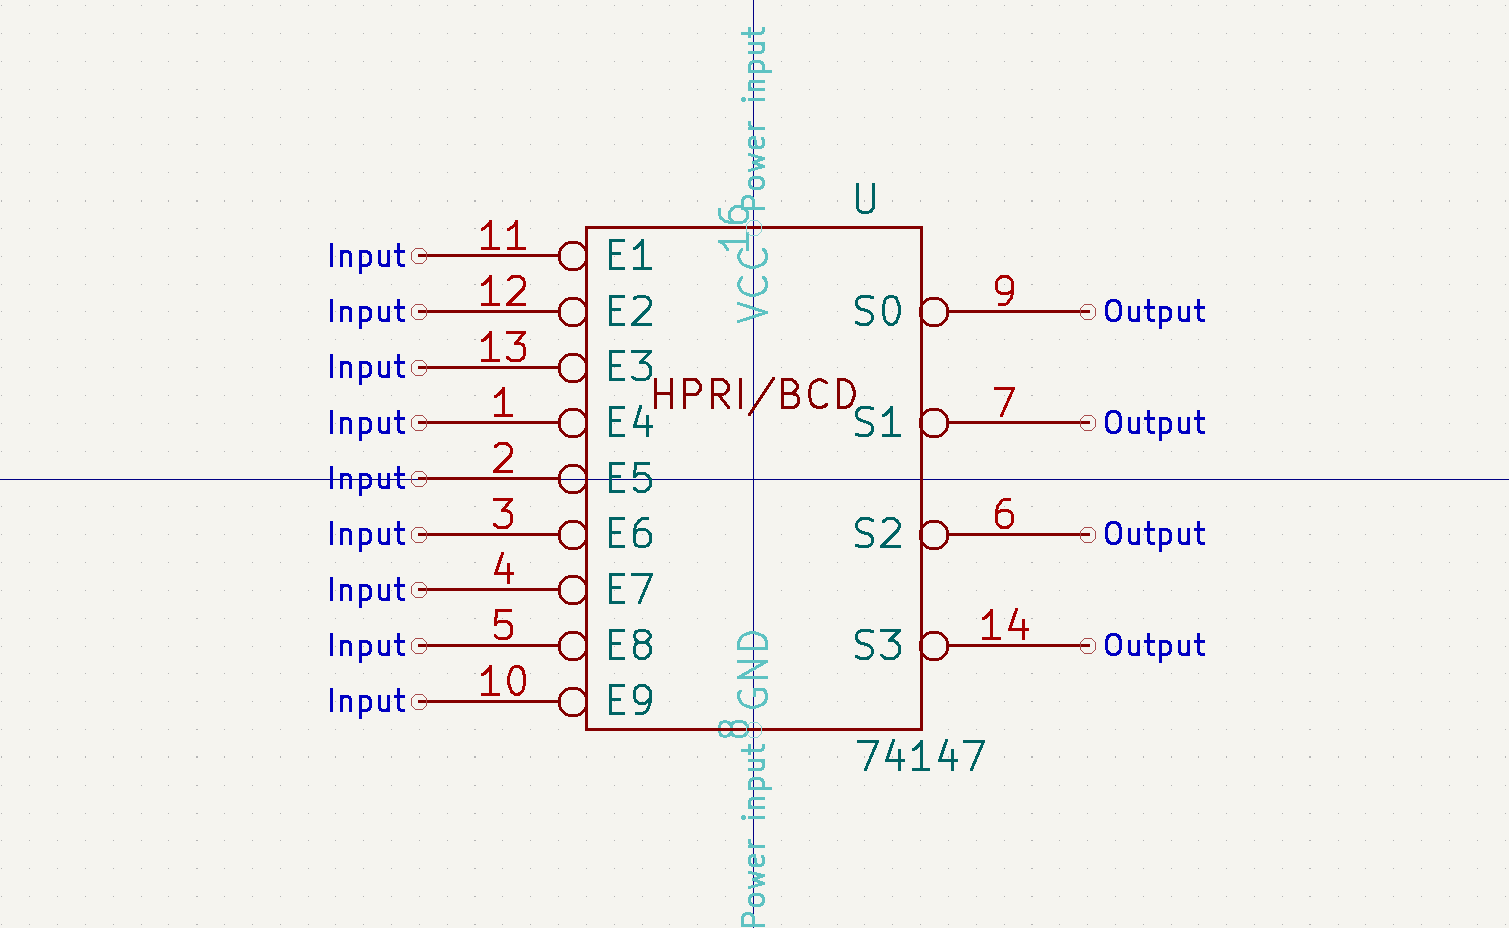 Power input
16
VCC
U
Input 11 E1
Input 12 E2
S0 9 Output
Input 13 E3
HPRI/BCD
Input 1 E4
S1 7 Output
Input 2 E5
Input 3 E6
S2 6 Output
Input 4 E7
Input 5 E8
S3 14 Output
Input 10 E9
GND
8
74147
Power input